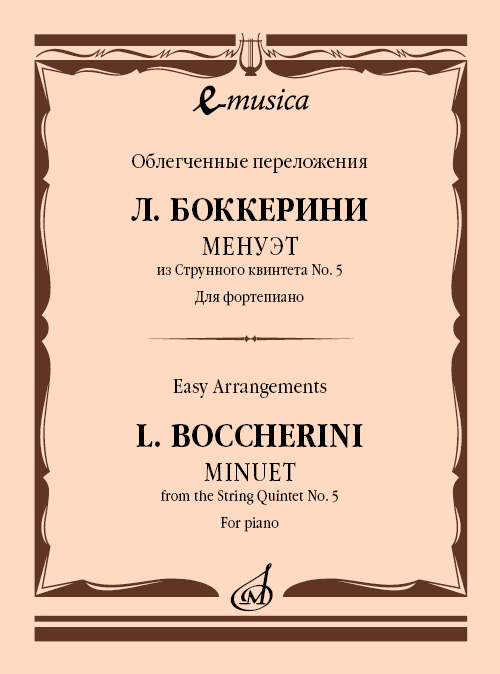 e-musica
Облегченные переложения
Л. БОККЕРИНИ
МЕНУЭТ
из Струнного квинтета No. 5
Для фортепиано
Easy Arrangements
L. BOCCHERINI
MINUET
from the String Quintet No. 5
For piano